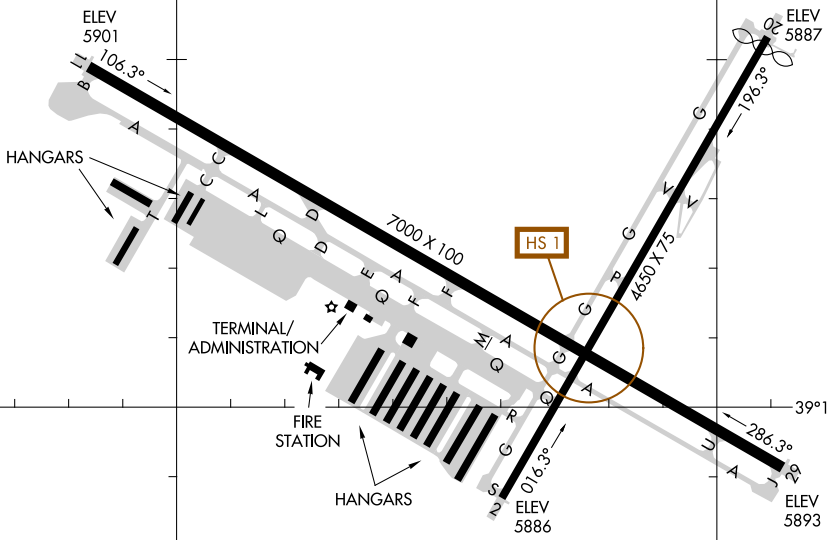 ELEV
5901
11
106.3°
B
A
HANGARS
C
C
T
A
L
Q
D
D
E
A
Q
F
F
7000 X 100
20
ELEV
5887
196.3°
G
V
V
G
P
4650 X 75
HS 1
G
TERMINAL/
ADMINISTRATION
M
A
Q
G
A
Q
39°1
FIRE
STATION
R
G
HANGARS
S
2
016.3°
ELEV
5886
U
A
J
286.3°
29
ELEV
5893